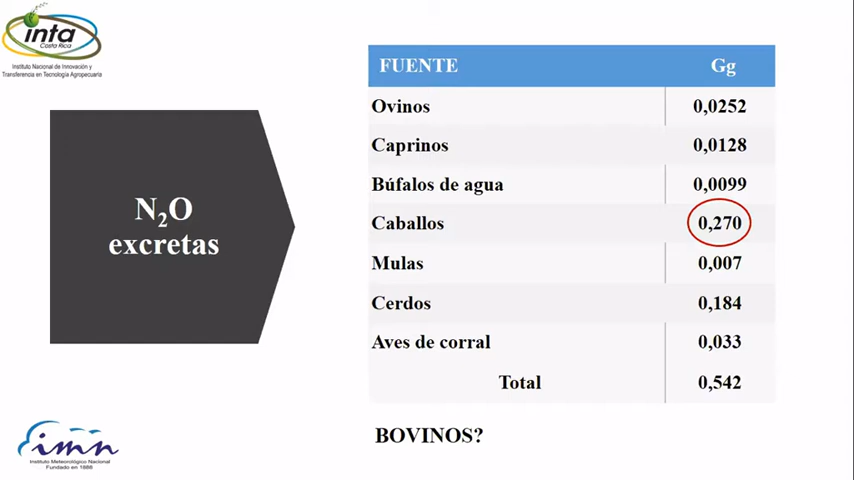 inta
Costa Rica
Instituto Nacional de Innovación y
Transferencia en Tecnología Agropecuaria
N₂O
excretas
FUENTE Gg
Ovinos 0,0252
Caprinos 0,0128
Búfalos de agua 0,0099
Caballos 0,270
Mulas 0,007
Cerdos 0,184
Aves de corral 0,033
Total 0,542
BOVINOS?
imn
Instituto Meteorológico Nacional
Fundado en 1888